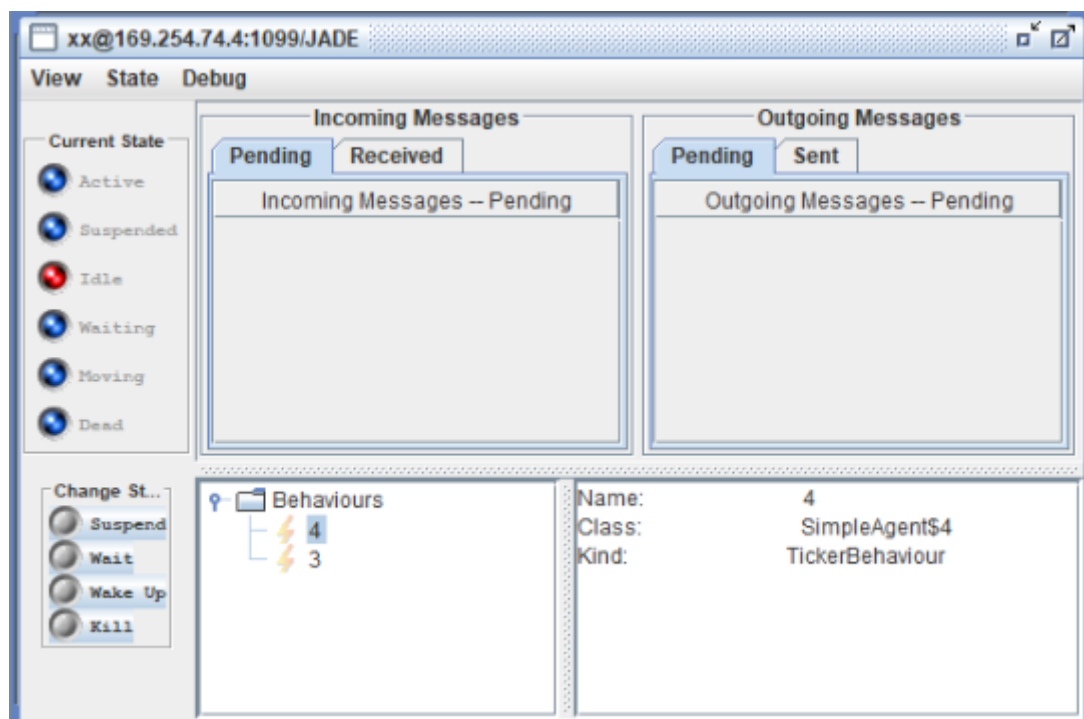 xx@169.254.74.4:1099/JADE
View State Debug
Current State
Active
Suspended
Idle
Waiting
Moving
Dead
Incoming Messages
Pending Received
Incoming Messages -- Pending
Outgoing Messages
Pending Sent
Outgoing Messages -- Pending
Change St...
Suspend
Wait
Wake Up
Kill
Behaviours
4
3
Name: 4
Class: SimpleAgent$4
Kind: TickerBehaviour